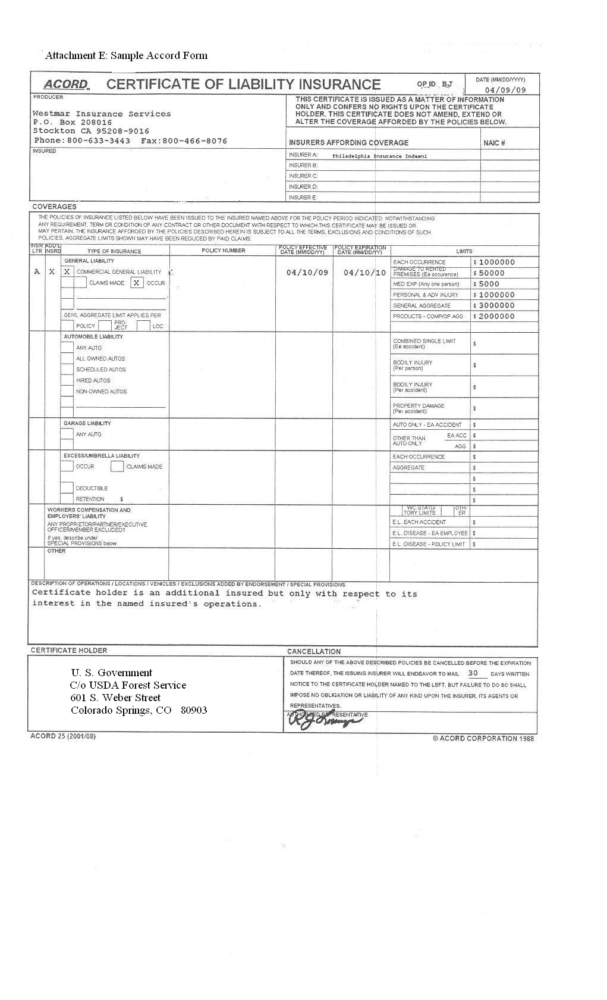 Attachment E: Sample Accord Form
ACORD CERTIFICATE OF LIABILITY INSURANCE
OP ID BJ
DATE (MM/DD/YYYY)
04/09/09
PRODUCER
Westmar Insurance Services
P.O. Box 208016
Stockton CA 95208-9016
Phone:800-633-3443 Fax:800-466-8076
THIS CERTIFICATE IS ISSUED AS A MATTER OF INFORMATION
ONLY AND CONFERS NO RIGHTS UPON THE CERTIFICATE
HOLDER. THIS CERTIFICATE DOES NOT AMEND, EXTEND OR
ALTER THE COVERAGE AFFORDED BY THE POLICIES BELOW.
INSURERS AFFORDING COVERAGE NAIC #
INSURED
INSURER A: Philadelphia Insurance Indemni
INSURER B:
INSURER C:
INSURER D:
INSURER E:
COVERAGES
THE POLICIES OF INSURANCE LISTED BELOW HAVE BEEN ISSUED TO THE INSURED NAMED ABOVE FOR THE POLICY PERIOD INDICATED. NOTWITHSTANDING
ANY REQUIREMENT, TERM OR CONDITION OF ANY CONTRACT OR OTHER DOCUMENT WITH RESPECT TO WHICH THIS CERTIFICATE MAY BE ISSUED OR
MAY PERTAIN, THE INSURANCE AFFORDED BY THE POLICIES DESCRIBED HEREIN IS SUBJECT TO ALL THE TERMS, EXCLUSIONS AND CONDITIONS OF SUCH
POLICIES. AGGREGATE LIMITS SHOWN MAY HAVE BEEN REDUCED BY PAID CLAIMS.
INSR LTR
ADD'L INSRD
TYPE OF INSURANCE
POLICY NUMBER
POLICY EFFECTIVE DATE (MM/DD/YY)
POLICY EXPIRATION DATE (MM/DD/YY)
LIMITS
GENERAL LIABILITY
A X X COMMERCIAL GENERAL LIABILITY 04/10/09 04/10/10
CLAIMS MADE X OCCUR
GEN'L AGGREGATE LIMIT APPLIES PER
POLICY PRO-JECT LOC
EACH OCCURRENCE $ 1000000
DAMAGE TO RENTED
PREMISES (Ea occurence) $ 50000
MED EXP (Any one person) $ 5000
PERSONAL & ADV INJURY $ 1000000
GENERAL AGGREGATE $ 3000000
PRODUCTS - COMP/OP AGG $ 2000000
AUTOMOBILE LIABILITY
ANY AUTO
ALL OWNED AUTOS
SCHEDULED AUTOS
HIRED AUTOS
NON-OWNED AUTOS
COMBINED SINGLE LIMIT
(Ea accident) $
BODILY INJURY
(Per person) $
BODILY INJURY
(Per accident) $
PROPERTY DAMAGE
(Per accident) $
GARAGE LIABILITY
ANY AUTO
AUTO ONLY - EA ACCIDENT $
OTHER THAN
AUTO ONLY
EA ACC $
AGG $
EXCESS/UMBRELLA LIABILITY
OCCUR CLAIMS MADE
DEDUCTIBLE
RETENTION $
EACH OCCURRENCE $
AGGREGATE $
$
$
$
WORKERS COMPENSATION AND
EMPLOYERS' LIABILITY
ANY PROPRIETOR/PARTNER/EXECUTIVE
OFFICER/MEMBER EXCLUDED?
If yes, describe under
SPECIAL PROVISIONS below
WC STATU-
TORY LIMITS
OTH-
ER
E.L. EACH ACCIDENT $
E.L. DISEASE - EA EMPLOYEE $
E.L. DISEASE - POLICY LIMIT $
OTHER
DESCRIPTION OF OPERATIONS / LOCATIONS / VEHICLES / EXCLUSIONS ADDED BY ENDORSEMENT / SPECIAL PROVISIONS
Certificate holder is an additional insured but only with respect to its
interest in the named insured's operations.
CERTIFICATE HOLDER
U. S. Government
C/o USDA Forest Service
601 S. Weber Street
Colorado Springs, CO 80903
CANCELLATION
SHOULD ANY OF THE ABOVE DESCRIBED POLICIES BE CANCELLED BEFORE THE EXPIRATION
DATE THEREOF, THE ISSUING INSURER WILL ENDEAVOR TO MAIL 30 DAYS WRITTEN
NOTICE TO THE CERTIFICATE HOLDER NAMED TO THE LEFT, BUT FAILURE TO DO SO SHALL
IMPOSE NO OBLIGATION OR LIABILITY OF ANY KIND UPON THE INSURER, ITS AGENTS OR
REPRESENTATIVES.
AUTHORIZED REPRESENTATIVE
ACORD 25 (2001/08)
© ACORD CORPORATION 1988